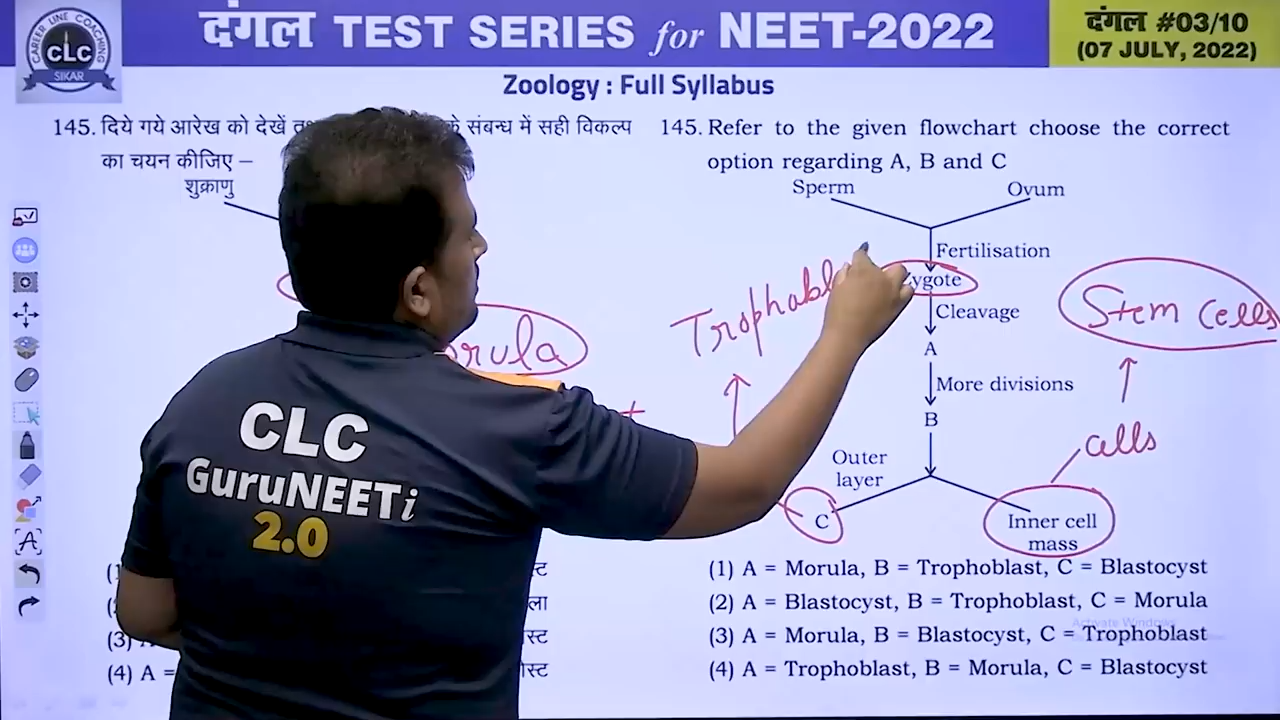 दंगल TEST SERIES for NEET-2022
दंगल #03/10
(07 JULY, 2022)
CAREER LINE COACHING
CLC
SIKAR
Zoology : Full Syllabus
145. दिये गये आरेख को देखें के संबन्ध में सही विकल्प
का चयन कीजिए –
शुक्राणु
145. Refer to the given flowchart choose the correct
option regarding A, B and C
Sperm
Ovum
Fertilisation
Zygote
Cleavage
A
More divisions
B
Outer
layer
C
Inner cell
mass
Stem cells
cells
CLC
GuruNEETi
2.0
(3)
(4) A =
(1) A = Morula, B = Trophoblast, C = Blastocyst
(2) A = Blastocyst, B = Trophoblast, C = Morula
(3) A = Morula, B = Blastocyst, C = Trophoblast
(4) A = Trophoblast, B = Morula, C = Blastocyst
Activate Windows